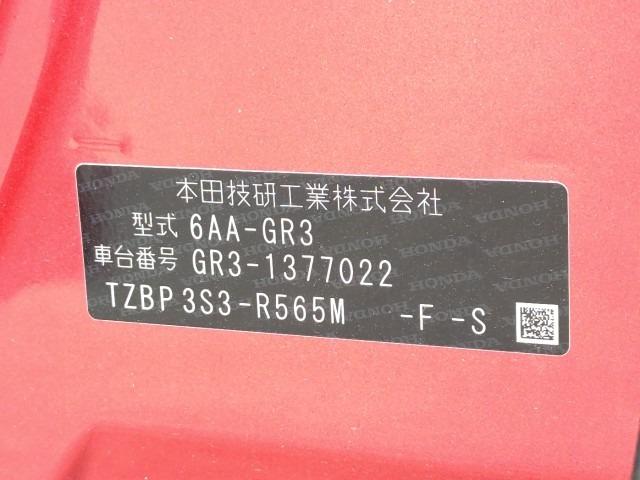 本田技研工業株式会社
型式 6AA-GR3
車台番号 GR3-1377022
TZBP 3S3-R565M -F -S